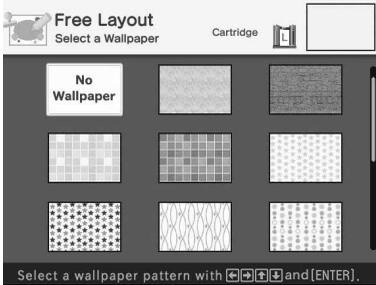 Free Layout
Select a Wallpaper
Cartridge
L
No
Wallpaper
Select a wallpaper pattern with ←→↑↓ and [ENTER].